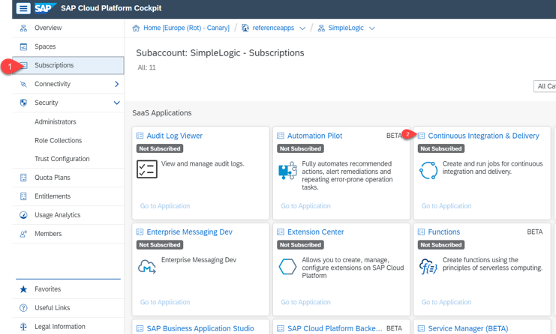 SAP SAP Cloud Platform Cockpit
Overview
Spaces
1 Subscriptions
Connectivity
Security
Administrators
Role Collections
Trust Configuration
Quota Plans
Entitlements
Usage Analytics
Members
Favorites
Useful Links
Legal Information
Home [Europe (Rot) - Canary] / referenceapps / SimpleLogic
Subaccount: SimpleLogic - Subscriptions
All: 11
All Ca
SaaS Applications
Audit Log Viewer
Not Subscribed
View and manage audit logs.
Go to Application
Automation Pilot BETA
Not Subscribed
Fully automates recommended
actions, alert remediations and
repeating error-prone operation
tasks.
Go to Application
2 Continuous Integration & Delivery
Not Subscribed
Create and run jobs for continuous
integration and delivery.
Go to Application
Enterprise Messaging Dev
Not Subscribed
Enterprise Messaging Dev
Go to Application
Extension Center
Not Subscribed
Allows you to create, manage,
configure extensions on SAP Cloud
Platform
Go to Application
Functions BETA
Not Subscribed
f(x)
Create functions using the
principles of serverless computing.
Go to Application
SAP Business Application Studio
SAP Cloud Platform Backe... BETA
Service Manager (BETA)